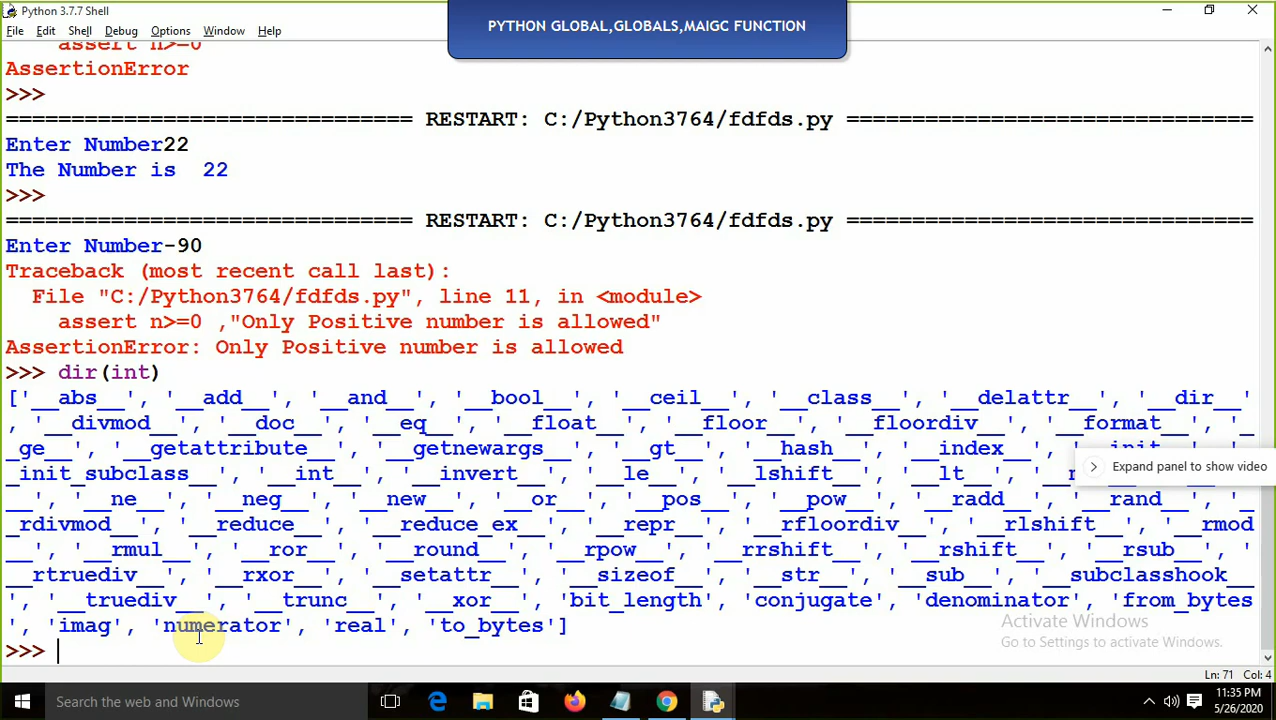 Python 3.7.7 Shell
PYTHON GLOBAL,GLOBALS,MAIGC FUNCTION
File Edit Shell Debug Options Window Help
assert n>=0
AssertionError
>>>
============================== RESTART: C:/Python3764/fdfds.py ==============================
Enter Number22
The Number is  22
>>>
============================== RESTART: C:/Python3764/fdfds.py ==============================
Enter Number-90
Traceback (most recent call last):
  File "C:/Python3764/fdfds.py", line 11, in <module>
    assert n>=0 ,"Only Positive number is allowed"
AssertionError: Only Positive number is allowed
>>> dir(int)
['__abs__', '__add__', '__and__', '__bool__', '__ceil__', '__class__', '__delattr__', '__dir__'
, '__divmod__', '__doc__', '__eq__', '__float__', '__floor__', '__floordiv__', '__format__', '_
_ge__', '__getattribute__', '__getnewargs__', '__gt__', '__hash__', '__index__',
_init_subclass__', '__int__', '__invert__', '__le__', '__lshift__', '__lt__',
__', '__ne__', '__neg__', '__new__', '__or__', '__pos__', '__pow__', '__radd__', '__rand__', '_
_rdivmod__', '__reduce__', '__reduce_ex__', '__repr__', '__rfloordiv__', '__rlshift__', '__rmod
__', '__rmul__', '__ror__', '__round__', '__rpow__', '__rrshift__', '__rshift__', '__rsub__', '
__rtruediv__', '__rxor__', '__setattr__', '__sizeof__', '__str__', '__sub__', '__subclasshook__
', '__truediv__', '__trunc__', '__xor__', 'bit_length', 'conjugate', 'denominator', 'from_bytes
', 'imag', 'numerator', 'real', 'to_bytes']
>>>
Expand panel to show video
Activate Windows
Go to Settings to activate Windows.
Ln: 71 Col: 4
Search the web and Windows
11:35 PM
5/26/2020